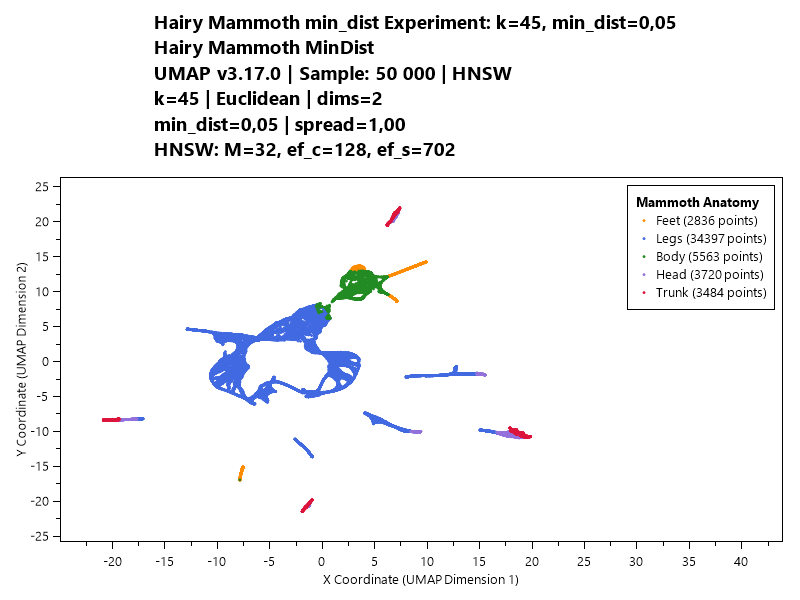 Hairy Mammoth min_dist Experiment: k=45, min_dist=0,05
Hairy Mammoth MinDist
UMAP v3.17.0 | Sample: 50 000 | HNSW
k=45 | Euclidean | dims=2
min_dist=0,05 | spread=1,00
HNSW: M=32, ef_c=128, ef_s=702
Mammoth Anatomy
Feet (2836 points)
Legs (34397 points)
Body (5563 points)
Head (3720 points)
Trunk (3484 points)
Y Coordinate (UMAP Dimension 2)
25
20
15
10
5
0
-5
-10
-15
-20
-25
-20
-15
-10
-5
0
5
10
15
20
25
30
35
40
X Coordinate (UMAP Dimension 1)